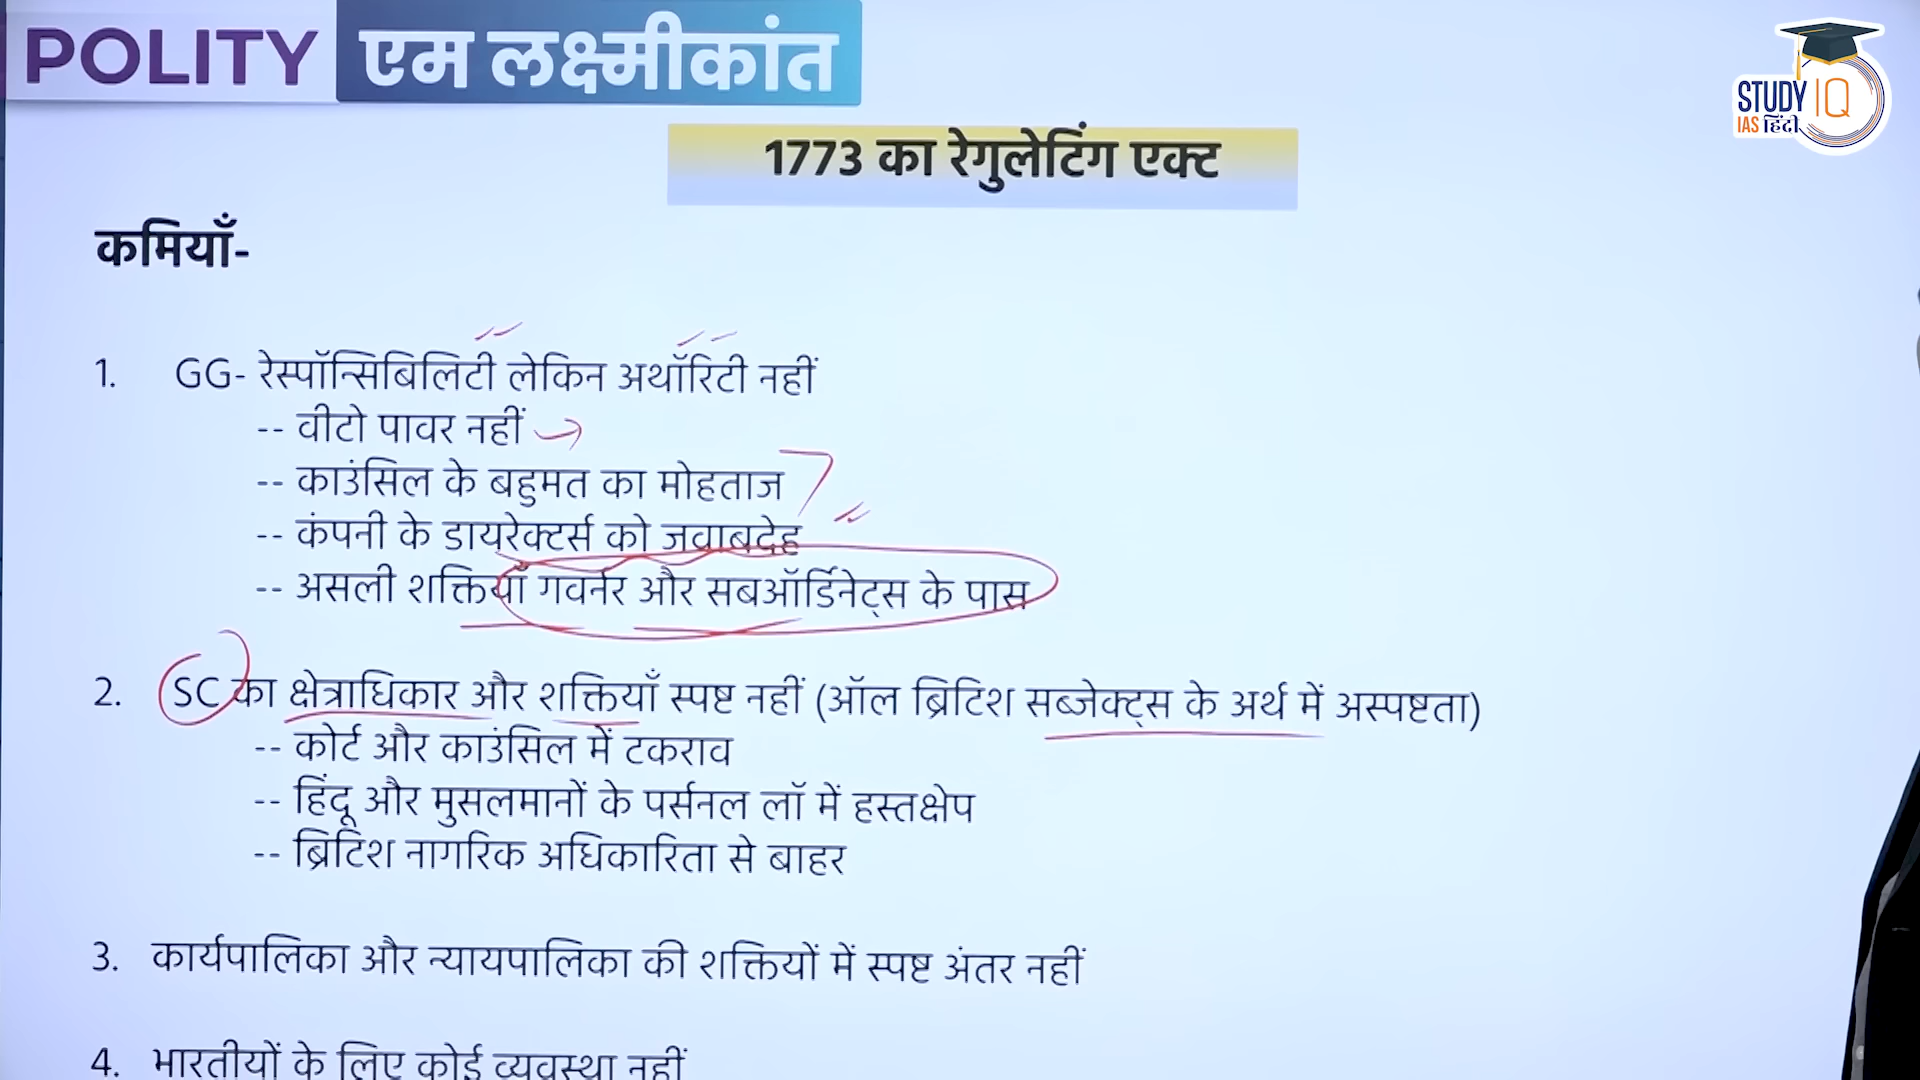 POLITY एम लक्ष्मीकांत
STUDY IQ
IAS हिंदी
1773 का रेगुलेटिंग एक्ट
कमियाँ-
1. GG- रेस्पॉन्सिबिलिटी लेकिन अथॉरिटी नहीं
-- वीटो पावर नहीं
-- काउंसिल के बहुमत का मोहताज
-- कंपनी के डायरेक्टर्स को जवाबदेह
-- असली शक्तियाँ गवर्नर और सबऑर्डिनेट्स के पास
2. SC का क्षेत्राधिकार और शक्तियाँ स्पष्ट नहीं (ऑल ब्रिटिश सब्जेक्ट्स के अर्थ में अस्पष्टता)
-- कोर्ट और काउंसिल में टकराव
-- हिंदू और मुसलमानों के पर्सनल लॉ में हस्तक्षेप
-- ब्रिटिश नागरिक अधिकारिता से बाहर
3. कार्यपालिका और न्यायपालिका की शक्तियों में स्पष्ट अंतर नहीं
4. भारतीयों के लिए कोई व्यवस्था नहीं